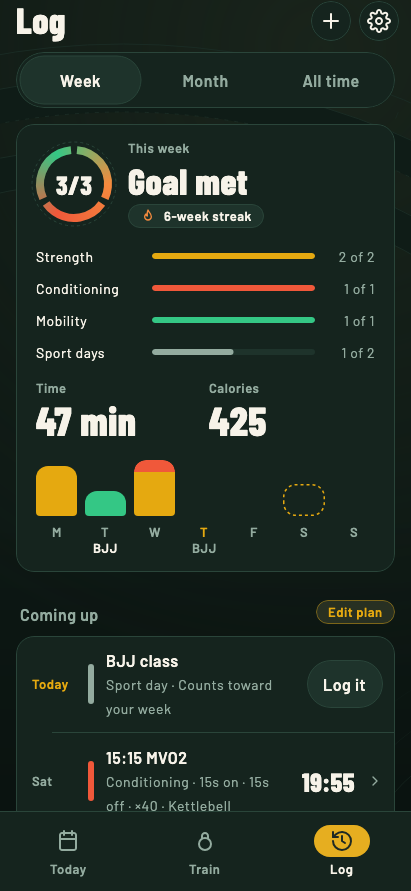 Log
Week Month All time
This week
3/3
Goal met
6-week streak
Strength 2 of 2
Conditioning 1 of 1
Mobility 1 of 1
Sport days 1 of 2
Time Calories
47 min 425
M T W T F S S
BJJ BJJ
Coming up Edit plan
BJJ class
Today Sport day · Counts toward Log it
your week
15:15 MVO2
Sat Conditioning · 15s on · 15s 19:55
off · ×40 · Kettlebell
Today Train Log